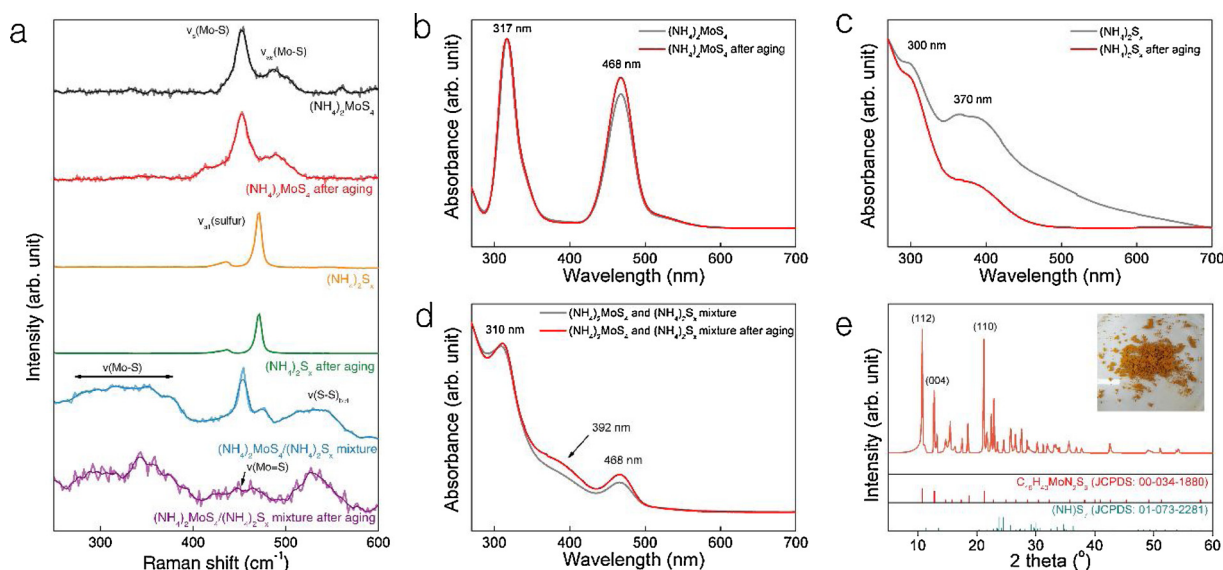 a
ν_s(Mo-S)
ν_as(Mo-S)
(NH₄)₂MoS₄
(NH₄)₂MoS₄ after aging
ν_a1(sulfur)
(NH₄)₂Sₓ
(NH₄)₂Sₓ after aging
ν(Mo-S)
ν(S-S)
(NH₄)₂MoS₄/(NH₄)₂Sₓ mixture
ν(Mo=S)
(NH₄)₂MoS₄/(NH₄)₂Sₓ mixture after aging
Intensity (arb. unit)
300 400 500 600
Raman shift (cm⁻¹)
b
317 nm
468 nm
(NH₄)₂MoS₄
(NH₄)₂MoS₄ after aging
Absorbance (arb. unit)
300 400 500 600 700
Wavelength (nm)
c
300 nm
370 nm
(NH₄)₂Sₓ
(NH₄)₂Sₓ after aging
Absorbance (arb. unit)
300 400 500 600 700
Wavelength (nm)
d
310 nm
392 nm
468 nm
(NH₄)₂MoS₄ and (NH₄)₂Sₓ mixture
(NH₄)₂MoS₄ and (NH₄)₂Sₓ mixture after aging
Absorbance (arb. unit)
300 400 500 600 700
Wavelength (nm)
e
(112)
(004)
(110)
(JCPDS: 00-034-1880)
(JCPDS: 01-073-2281)
Intensity (arb. unit)
10 20 30 40 50 60
2 theta (°)